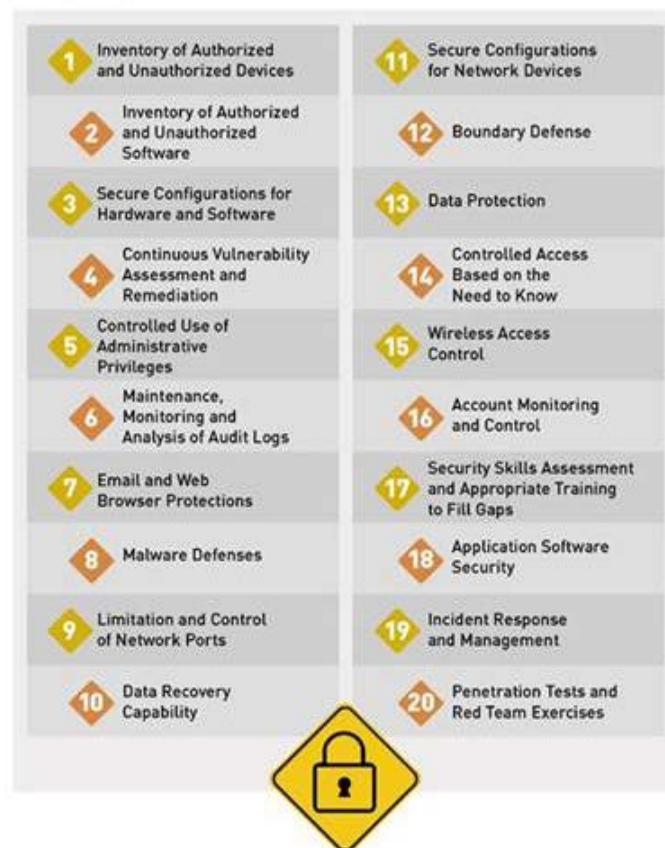 1
Inventory of Authorized
and Unauthorized Devices
2
Inventory of Authorized
and Unauthorized
Software
3
Secure Configurations for
Hardware and Software
4
Continuous Vulnerability
Assessment and
Remediation
5
Controlled Use of
Administrative
Privileges
6
Maintenance,
Monitoring and
Analysis of Audit Logs
7
Email and Web
Browser Protections
8
Malware Defenses
9
Limitation and Control
of Network Ports
10
Data Recovery
Capability
11
Secure Configurations
for Network Devices
12
Boundary Defense
13
Data Protection
14
Controlled Access
Based on the
Need to Know
15
Wireless Access
Control
16
Account Monitoring
and Control
17
Security Skills Assessment
and Appropriate Training
to Fill Gaps
18
Application Software
Security
19
Incident Response
and Management
20
Penetration Tests and
Red Team Exercises